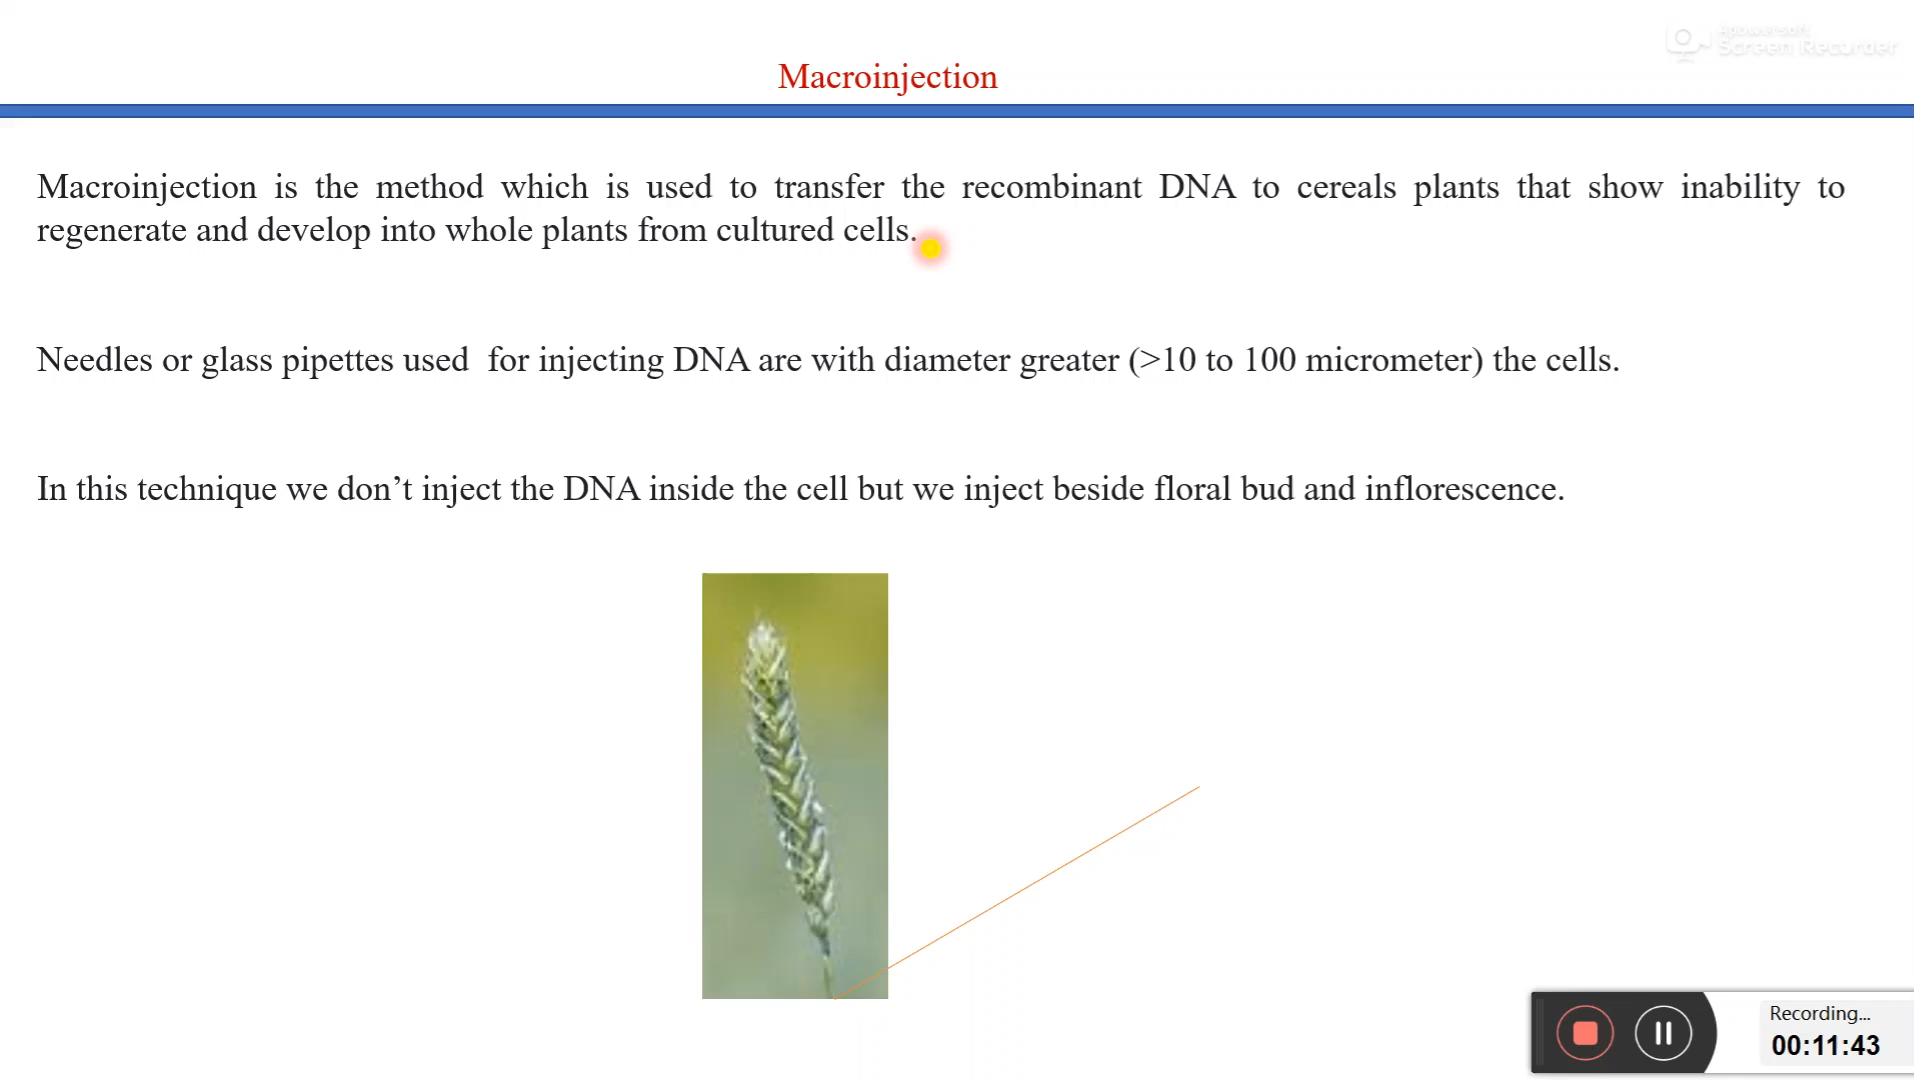 Apowersoft
Screen Recorder
Macroinjection
Macroinjection is the method which is used to transfer the recombinant DNA to cereals plants that show inability to
regenerate and develop into whole plants from cultured cells.
Needles or glass pipettes used for injecting DNA are with diameter greater (>10 to 100 micrometer) the cells.
In this technique we don’t inject the DNA inside the cell but we inject beside floral bud and inflorescence.
Recording...
00:11:43